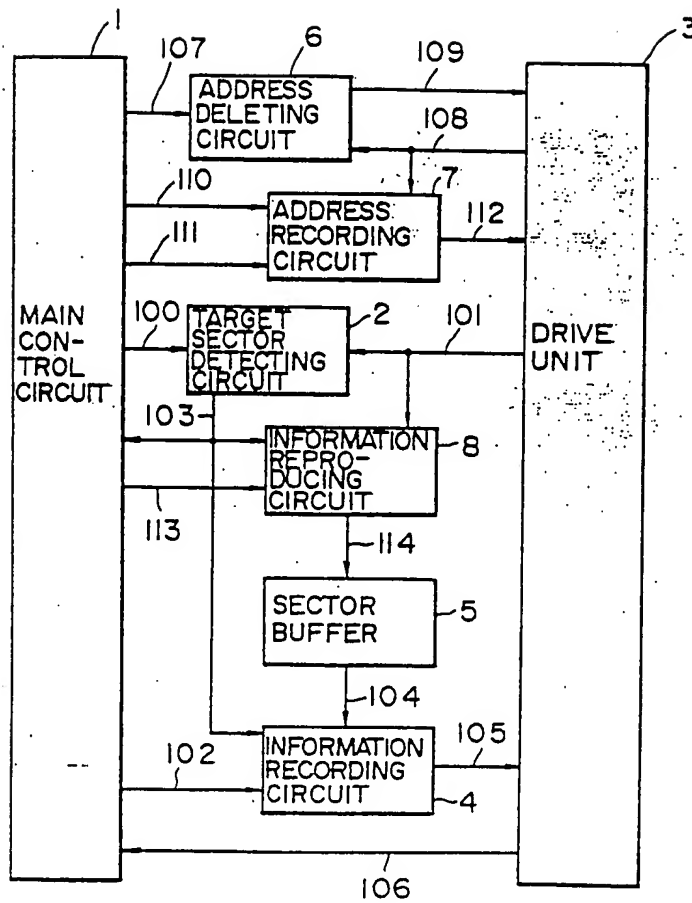 1
6
3
107
109
ADDRESS
DELETING
CIRCUIT
108
110
7
ADDRESS
RECORDING
CIRCUIT
112
111
MAIN
CON-
TROL
CIRCUIT
100
2
TARGET
SECTOR
DETECTING
CIRCUIT
101
DRIVE
UNIT
103
INFORMATION
REPRO-
DUCING
CIRCUIT
8
113
114
SECTOR
BUFFER
5
104
102
INFORMATION
RECORDING
CIRCUIT
105
4
106